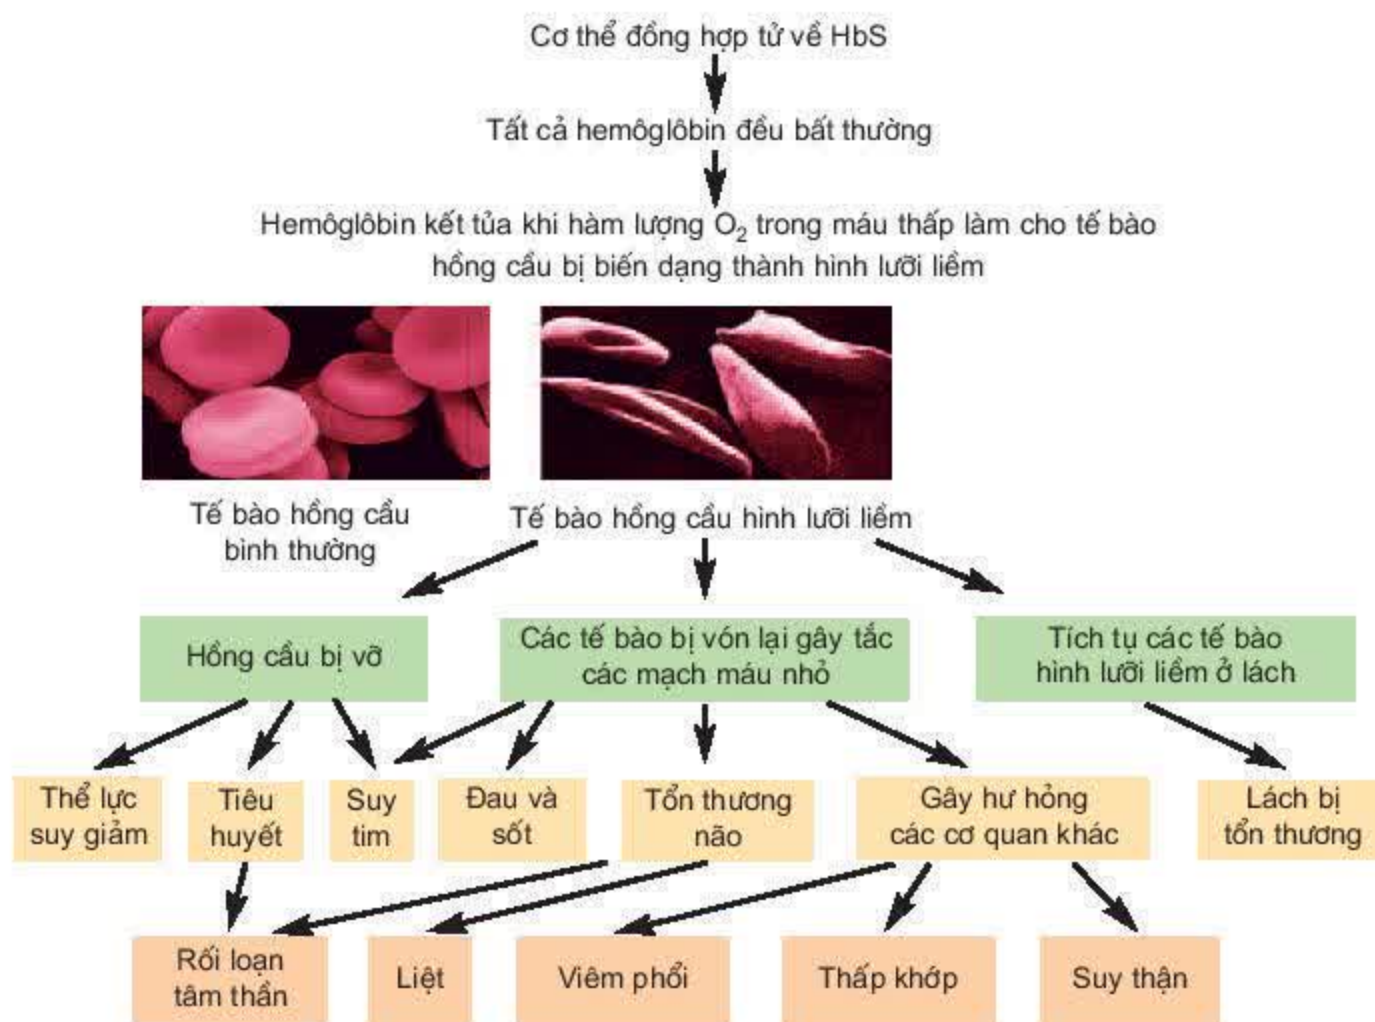 Cơ thể đồng hợp tử về HbS
Tất cả hemôglôbin đều bất thường
Hemôglôbin kết tủa khi hàm lượng O₂ trong máu thấp làm cho tế bào
hồng cầu bị biến dạng thành hình lưỡi liềm
Tế bào hồng cầu
bình thường
Tế bào hồng cầu hình lưỡi liềm
Hồng cầu bị vỡ
Các tế bào bị vón lại gây tắc
các mạch máu nhỏ
Tích tụ các tế bào
hình lưỡi liềm ở lách
Thể lực
suy giảm
Tiêu
huyết
Suy
tim
Đau và
sốt
Tổn thương
não
Gây hư hỏng
các cơ quan khác
Lách bị
tổn thương
Rối loạn
tâm thần
Liệt
Viêm phổi
Thấp khớp
Suy thận